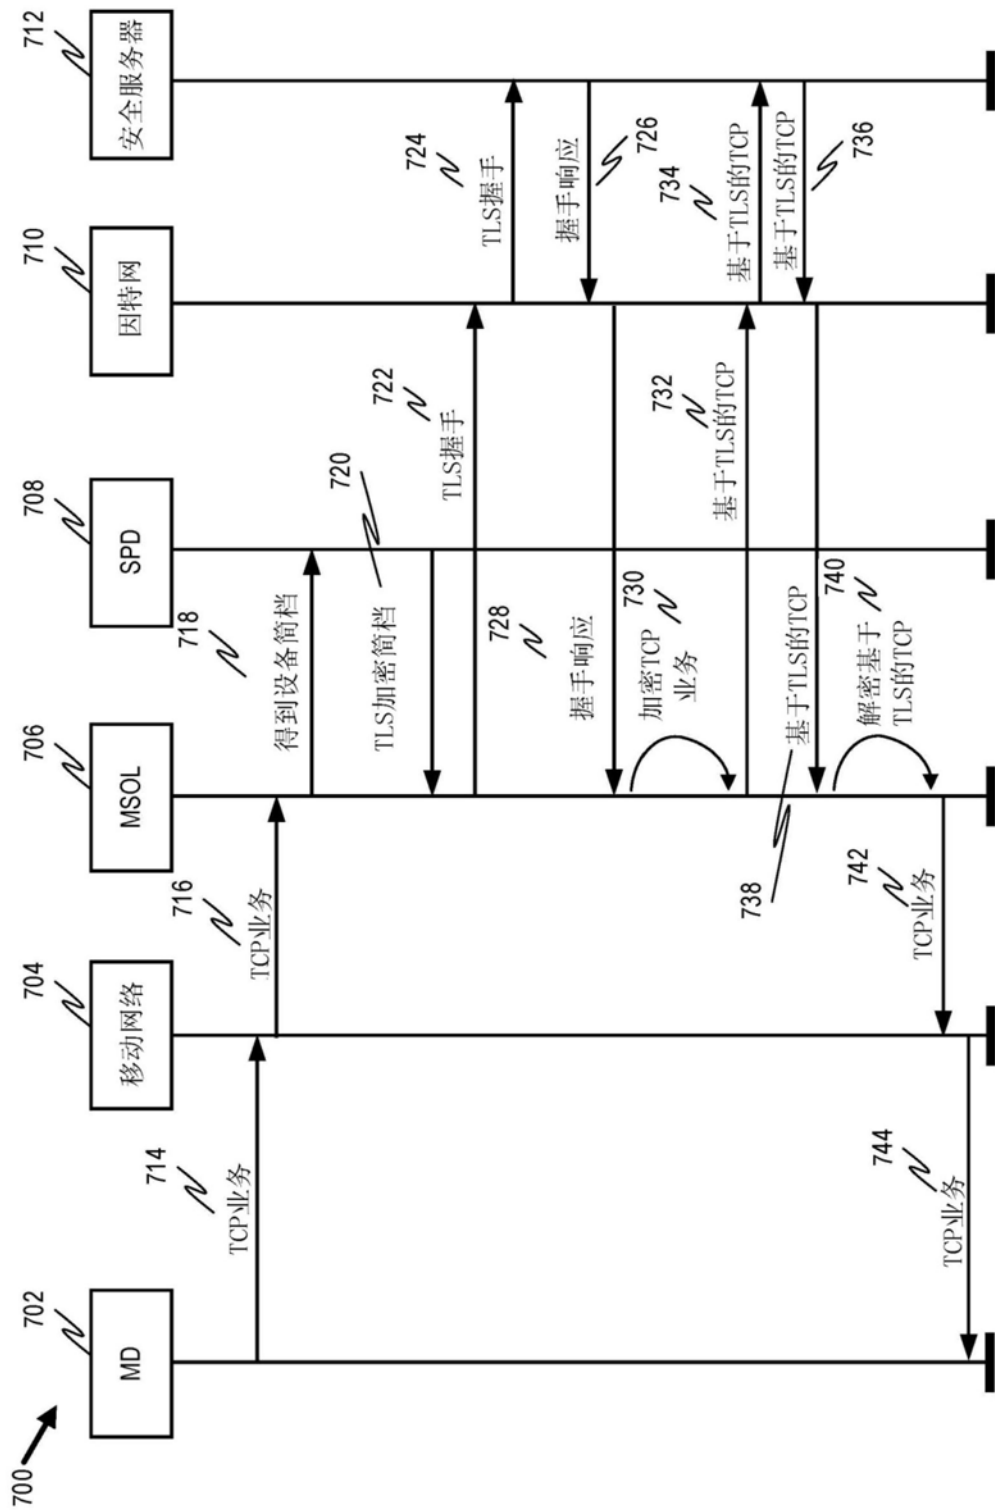 700
702
MD
704
移动网络
706
MSOL
708
SPD
710
因特网
712
安全服务器
714
TCP业务
716
TCP业务
718
得到设备简档
720
TLS加密简档
722
TLS握手
724
TLS握手
握手响应
726
728
握手响应
730
加密TCP
业务
732
基于TLS的TCP
734
基于TLS的TCP
基于TLS的TCP
736
738
基于TLS的TCP
740
解密基于
TLS的TCP
742
TCP业务
744
TCP业务